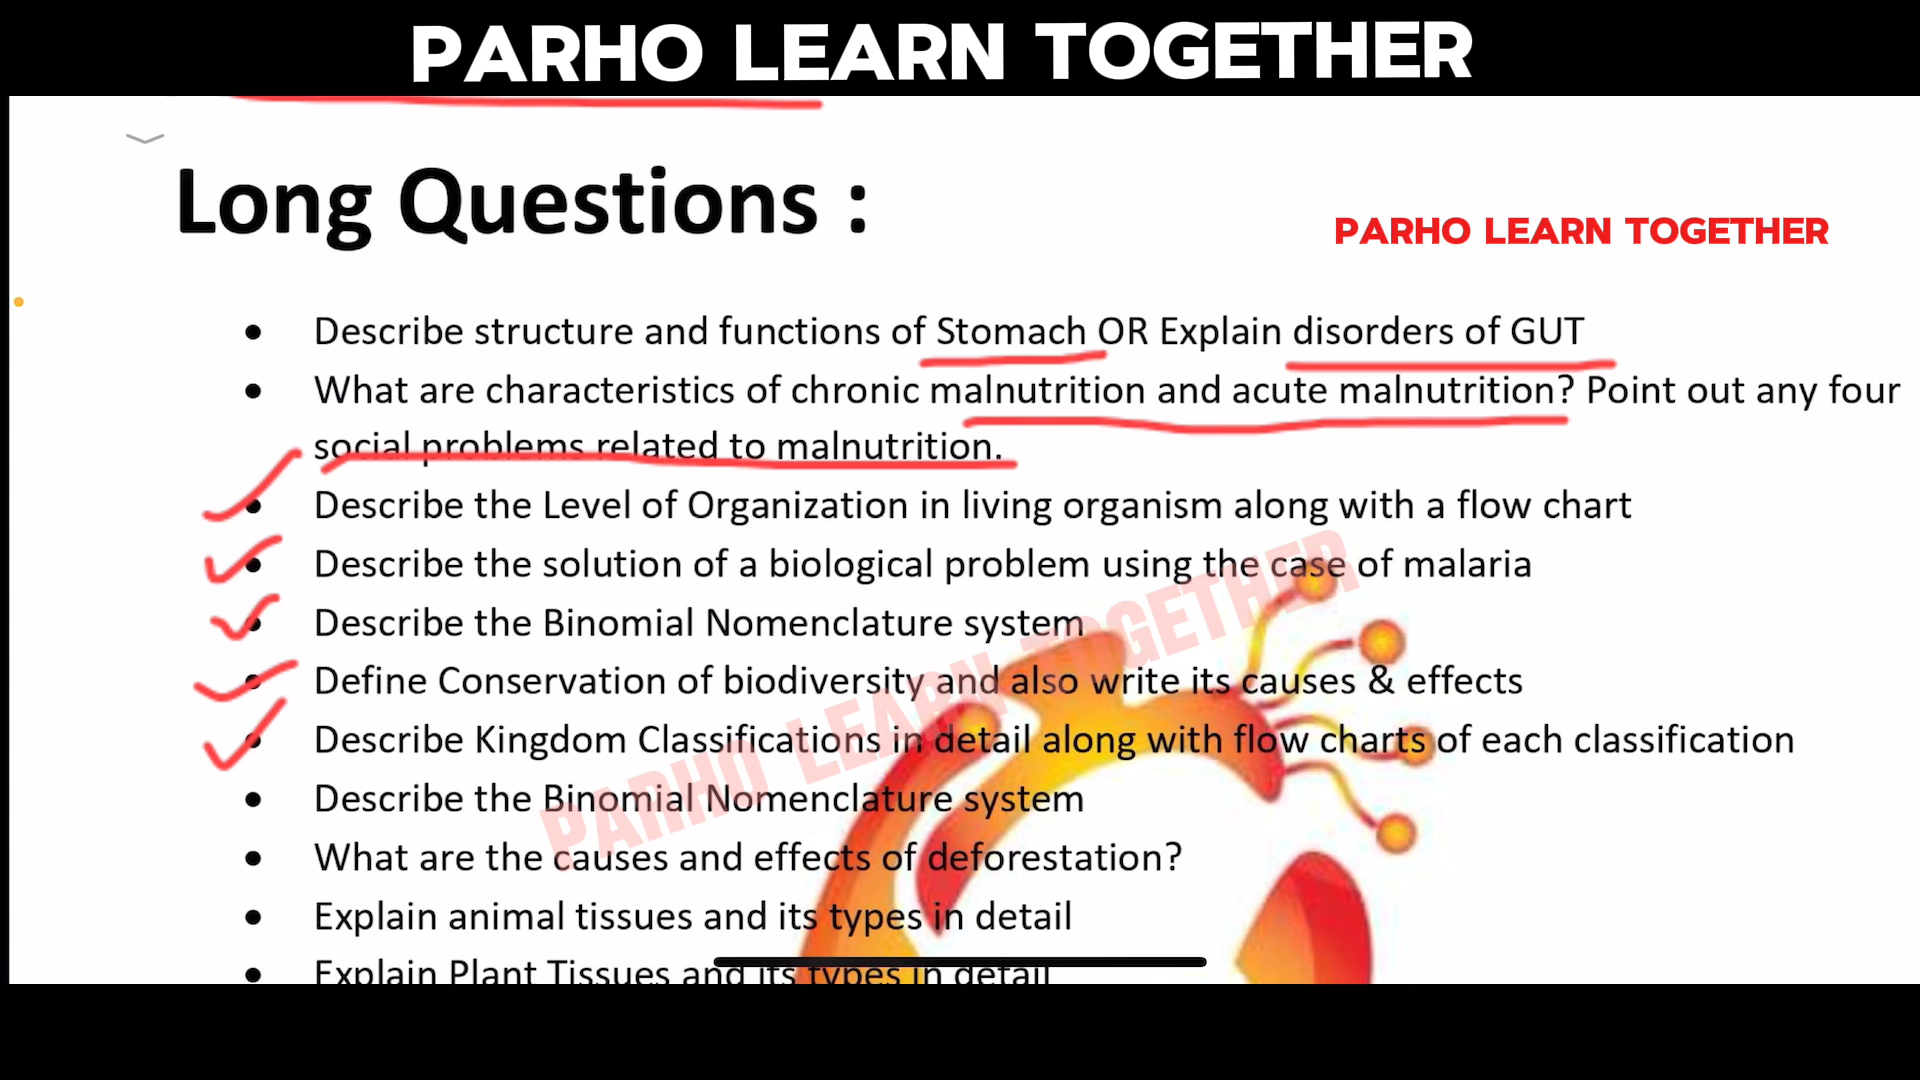 PARHO LEARN TOGETHER
Long Questions :
PARHO LEARN TOGETHER
• Describe structure and functions of Stomach OR Explain disorders of GUT
• What are characteristics of chronic malnutrition and acute malnutrition? Point out any four
social problems related to malnutrition.
• Describe the Level of Organization in living organism along with a flow chart
• Describe the solution of a biological problem using the case of malaria
• Describe the Binomial Nomenclature system
• Define Conservation of biodiversity and also write its causes & effects
• Describe Kingdom Classifications in detail along with flow charts of each classification
• Describe the Binomial Nomenclature system
• What are the causes and effects of deforestation?
• Explain animal tissues and its types in detail
• Explain Plant Tissues and its types in detail
PARHO LEARN TOGETHER